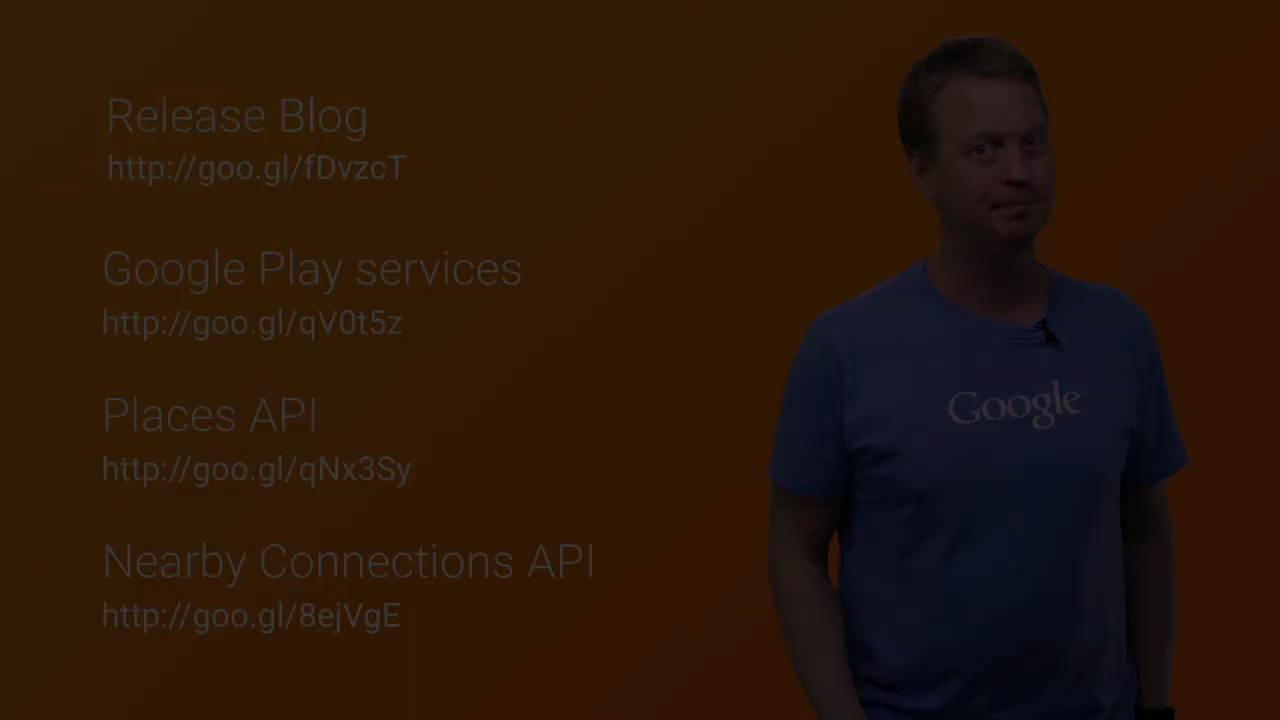 Release Blog
http://goo.gl/fDvzcT
Google Play services
http://goo.gl/qV0t5z
Places API
http://goo.gl/qNx3Sy
Nearby Connections API
http://goo.gl/8ejVgE
Google